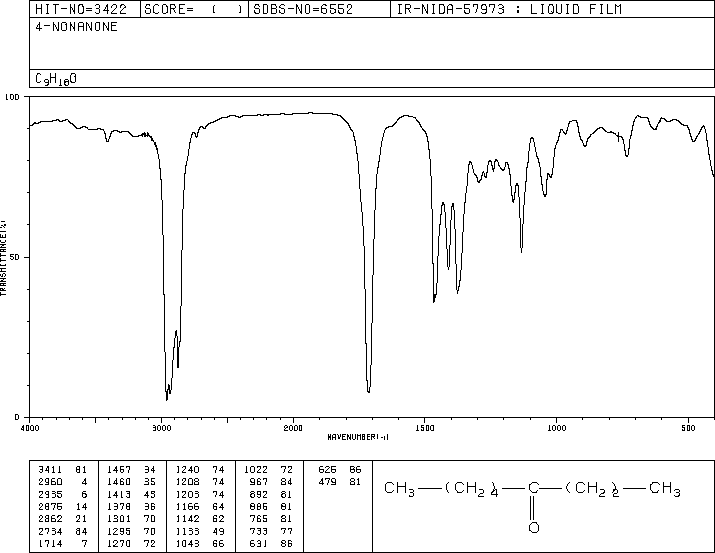 HIT-NO=3422 SCORE= ( ) SDBS-NO=6552 IR-NIDA-57973 : LIQUID FILM
4-NONANONE
C9H18O
100
50
0
TRANSMITTANCE(%)
4000 3000 2000 1500 1000 500
WAVENUMBER(-1)
3411 81 1467 34 1240 74 1022 72 626 86
2960 4 1460 35 1208 74 967 84 479 81
2935 6 1413 45 1203 74 892 81
2875 14 1378 36 1166 64 886 81
2862 21 1301 70 1142 62 765 81
2734 84 1295 70 1133 49 733 77
1714 7 1270 72 1043 66 631 86
CH3—(CH2)4—C—(CH2)2—CH3
O